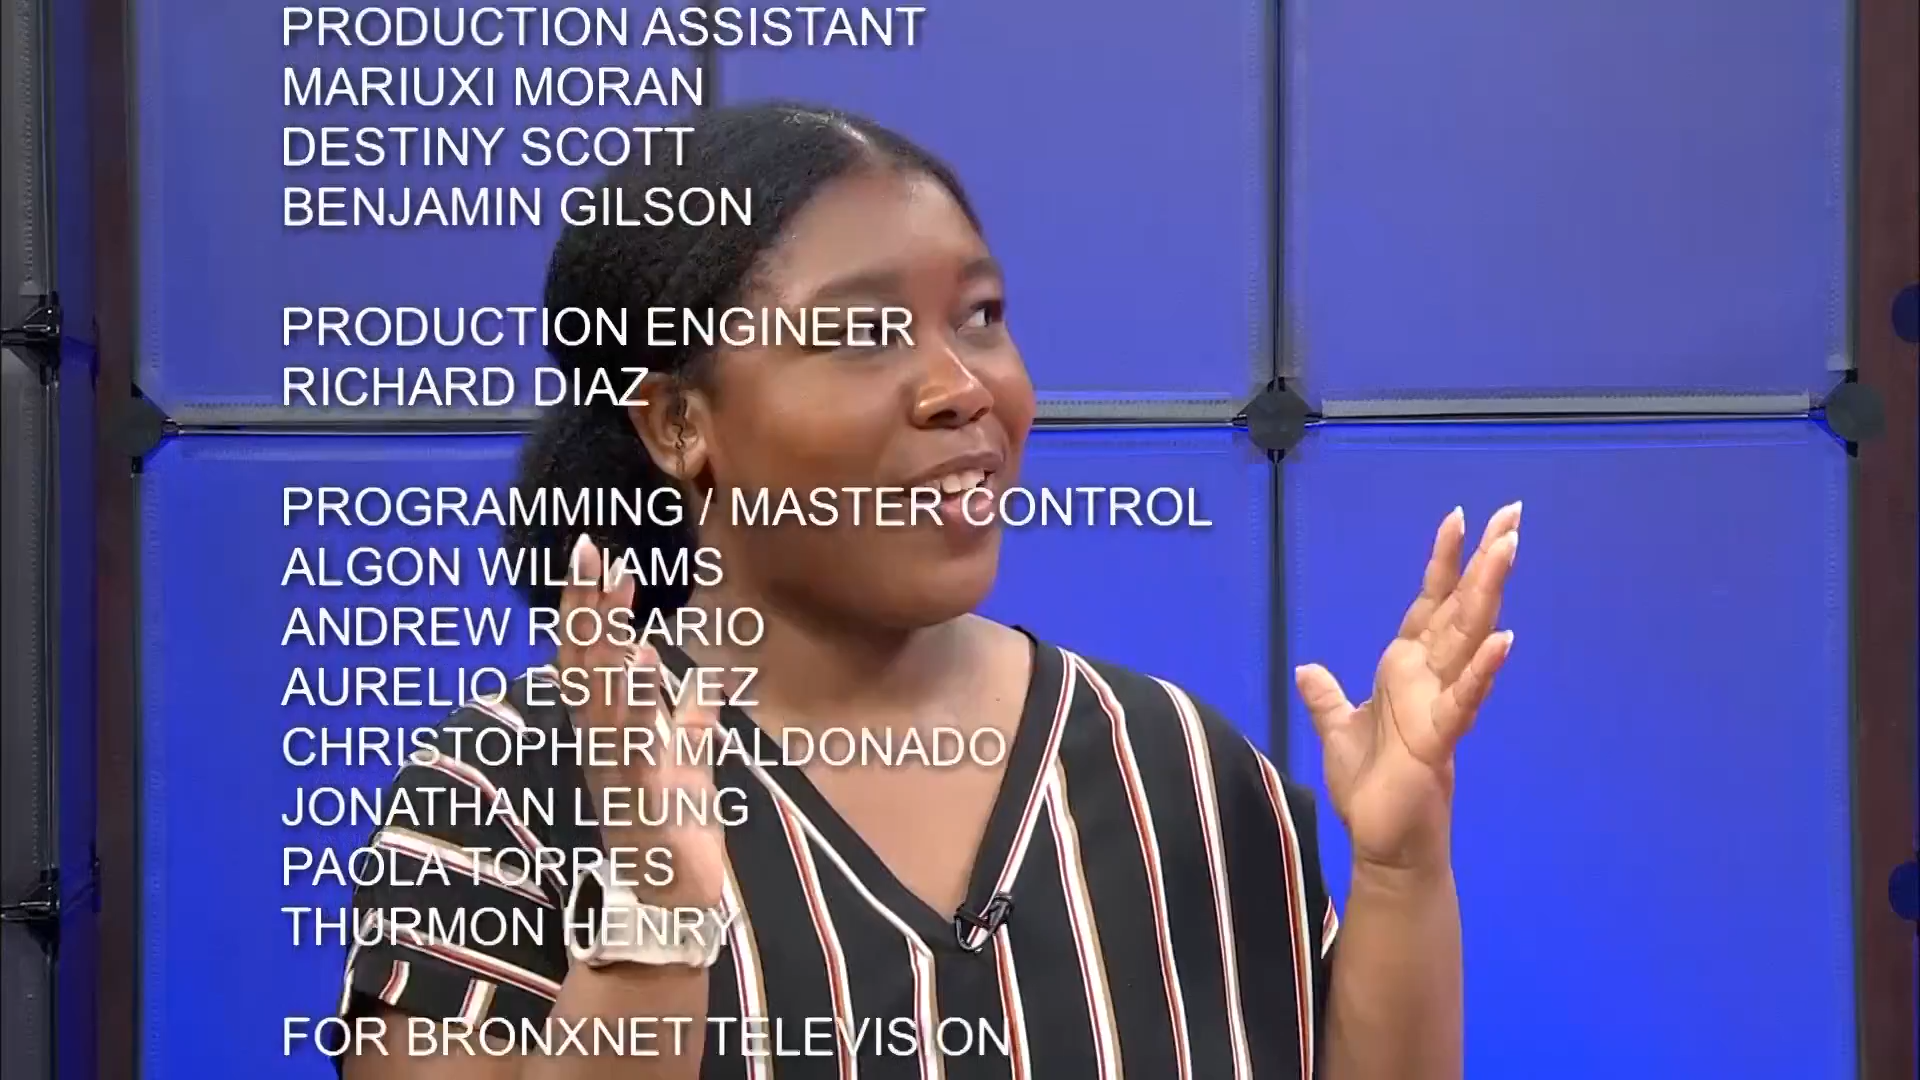 PRODUCTION ASSISTANT
MARIUXI MORAN
DESTINY SCOTT
BENJAMIN GILSON
PRODUCTION ENGINEER
RICHARD DIAZ
PROGRAMMING / MASTER CONTROL
ALGON WILLIAMS
ANDREW ROSARIO
AURELIO ESTEVEZ
CHRISTOPHER MALDONADO
JONATHAN LEUNG
PAOLA TORRES
THURMON HENRY
FOR BRONXNET TELEVISION